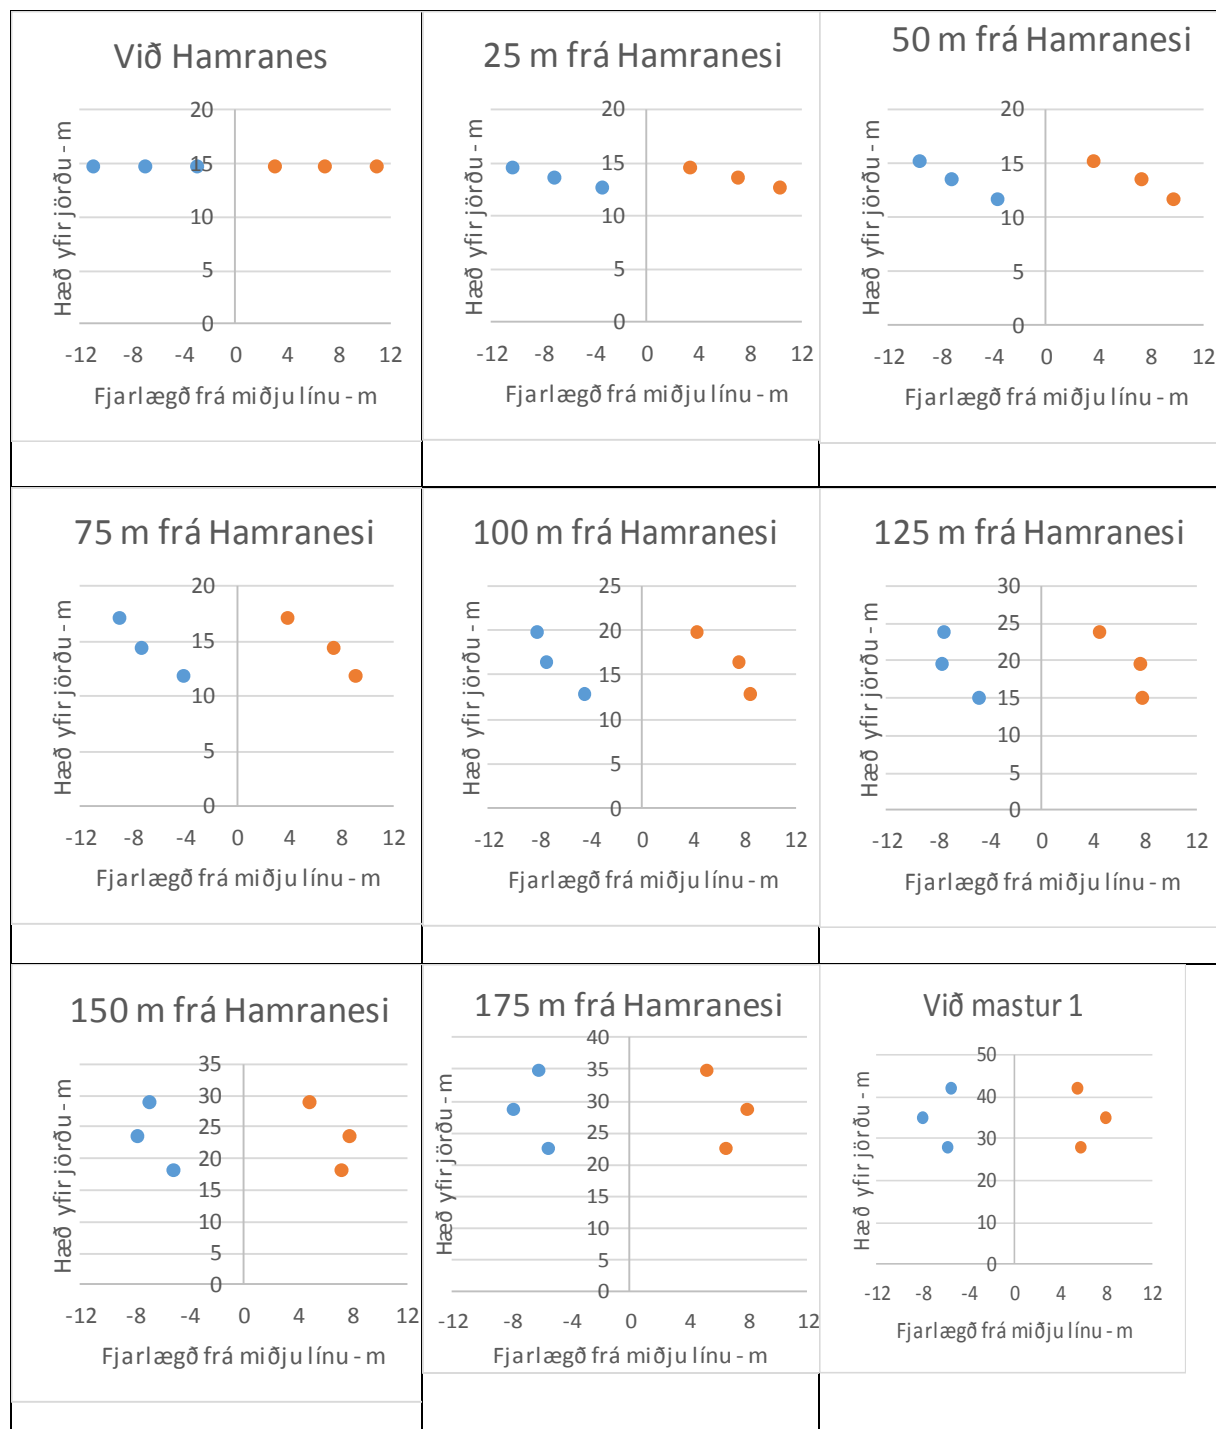 Við Hamranes
Hæð yfir jörðu - m
20
15
10
5
0
-12 -8 -4 0 4 8 12
Fjarlægð frá miðju línu - m
25 m frá Hamranesi
Hæð yfir jörðu - m
20
15
10
5
0
-12 -8 -4 0 4 8 12
Fjarlægð frá miðju línu - m
50 m frá Hamranesi
Hæð yfir jörðu - m
20
15
10
5
0
-12 -8 -4 0 4 8 12
Fjarlægð frá miðju línu - m
75 m frá Hamranesi
Hæð yfir jörðu - m
20
15
10
5
0
-12 -8 -4 0 4 8 12
Fjarlægð frá miðju línu - m
100 m frá Hamranesi
Hæð yfir jörðu - m
25
20
15
10
5
0
-12 -8 -4 0 4 8 12
Fjarlægð frá miðju línu - m
125 m frá Hamranesi
Hæð yfir jörðu - m
30
25
20
15
10
5
0
-12 -8 -4 0 4 8 12
Fjarlægð frá miðju línu - m
150 m frá Hamranesi
Hæð yfir jörðu - m
35
30
25
20
15
10
5
0
-12 -8 -4 0 4 8 12
Fjarlægð frá miðju línu - m
175 m frá Hamranesi
Hæð yfir jörðu - m
40
35
30
25
20
15
10
5
0
-12 -8 -4 0 4 8 12
Fjarlægð frá miðju línu - m
Við mastur 1
Hæð yfir jörðu - m
50
40
30
20
10
0
-12 -8 -4 0 4 8 12
Fjarlægð frá miðju línu - m